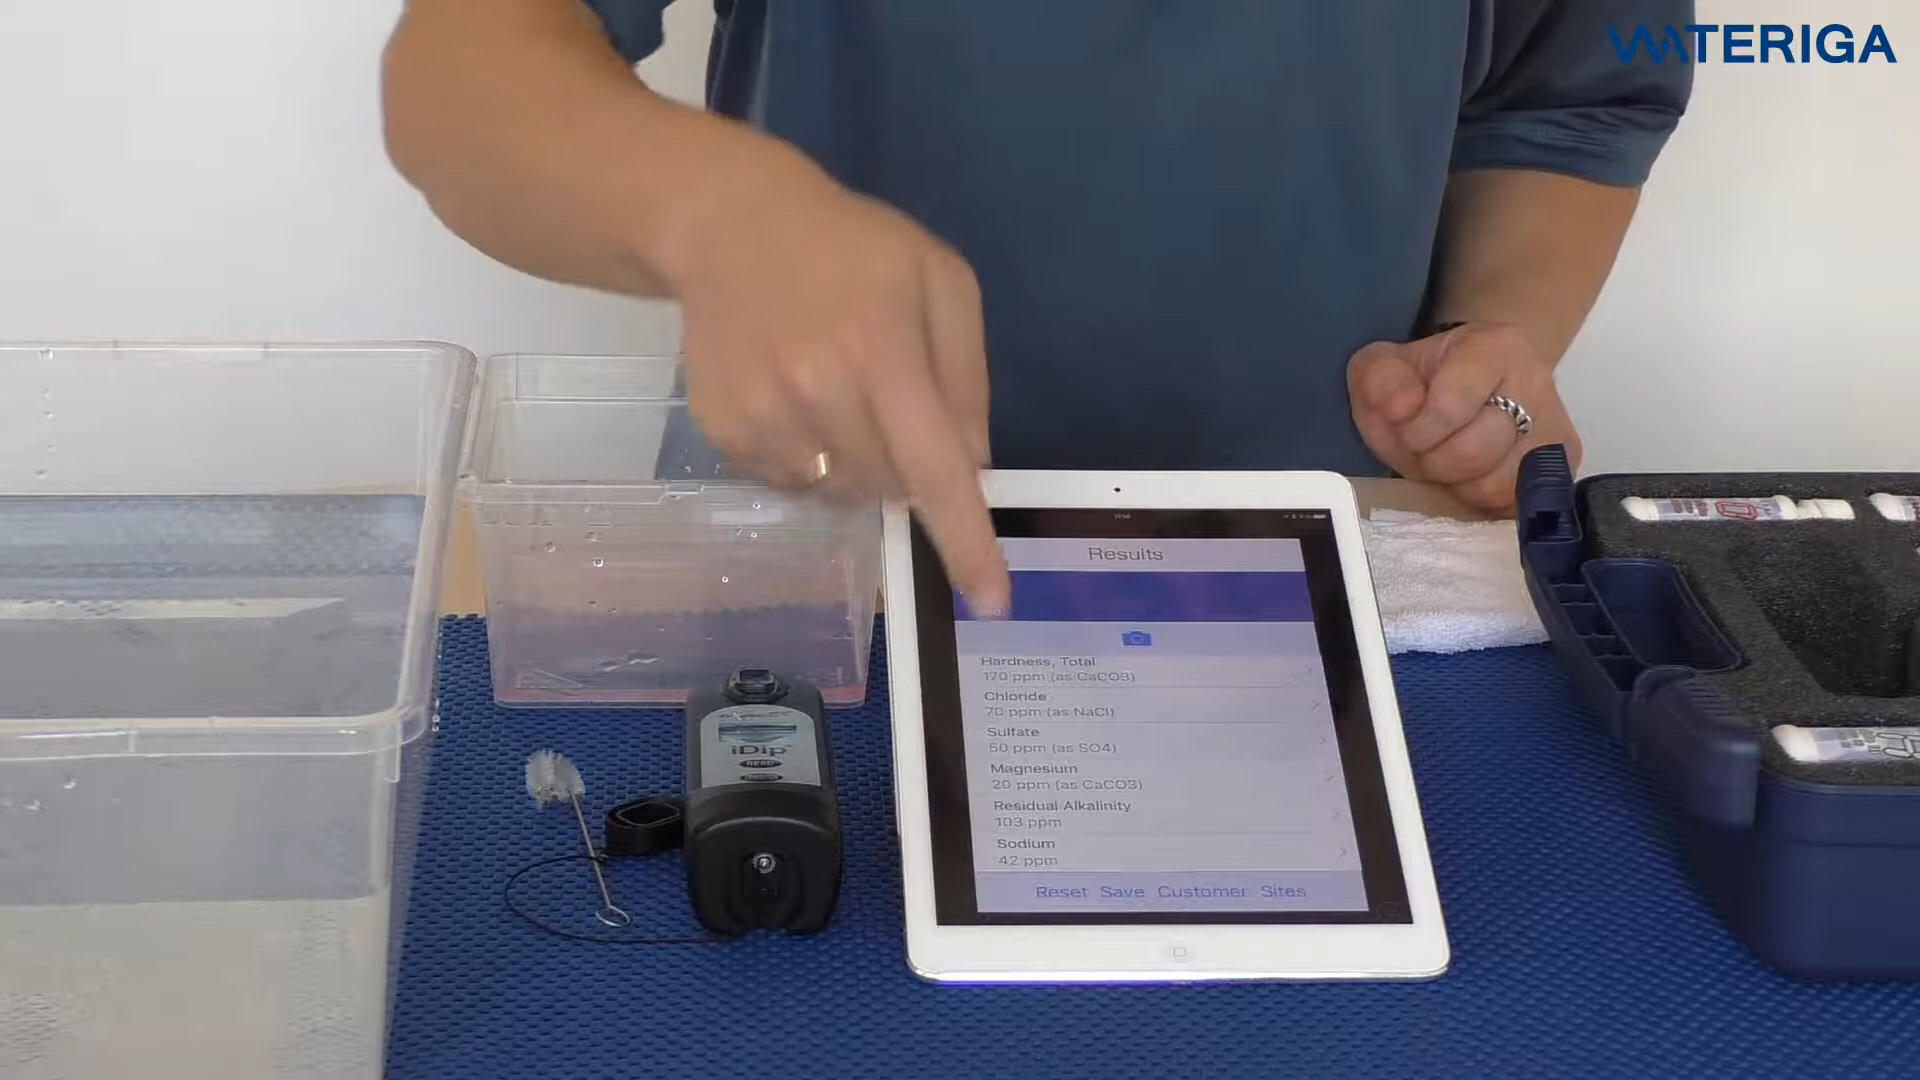 WATERIGA
Results
Hardness, Total
170 ppm (as CaCO3)
Chloride
70 ppm (as NaCl)
Sulfate
50 ppm (as SO4)
Magnesium
20 ppm (as CaCO3)
Residual Alkalinity
103 ppm
Sodium
42 ppm
Reset Save Customer Sites
iDip
READ